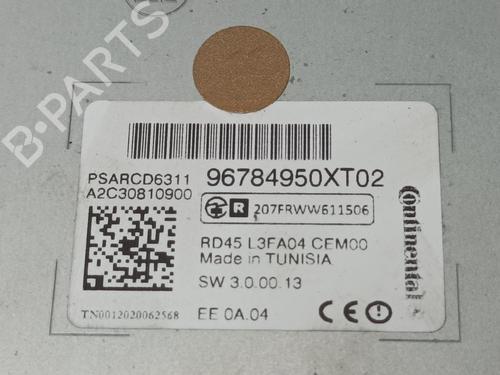 B-PARTS
PSARCD6311
A2C30810900
96784950XT02
R 207FRWW611506
RD45 L3FA04 CEM00
Made in TUNISIA
SW 3.0.00.13
TN0012020062568
EE 0A.04
CE
Continental